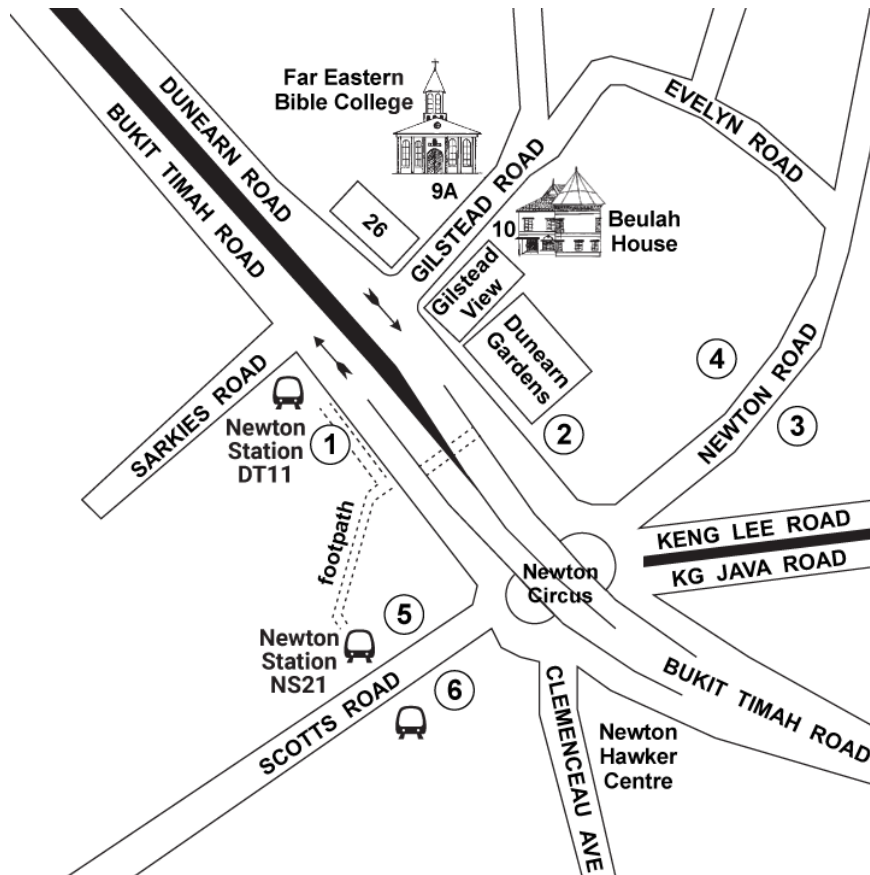 Far Eastern
Bible College
9A
DUNEARN ROAD
BUKIT TIMAH ROAD
26
GILSTEAD ROAD
EVELYN ROAD
10
Beulah
House
Gilstead
View
Dunearn
Gardens
SARKIES ROAD
Newton
Station
DT11
1
2
4
3
NEWTON ROAD
footpath
KENG LEE ROAD
KG JAVA ROAD
Newton
Circus
5
Newton
Station
NS21
6
SCOTTS ROAD
CLEMENCEAU AVE
BUKIT TIMAH ROAD
Newton
Hawker
Centre